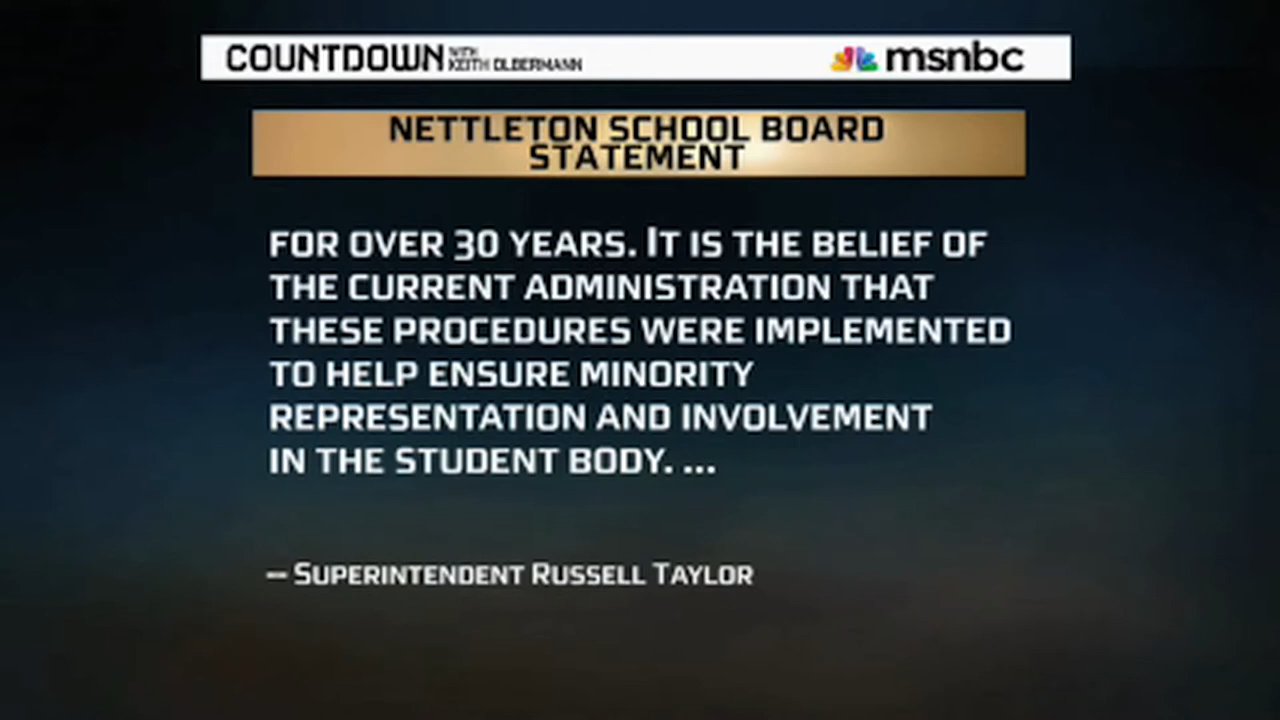 COUNTDOWN WITH KEITH OLBERMANN msnbc
NETTLETON SCHOOL BOARD
STATEMENT
FOR OVER 30 YEARS. IT IS THE BELIEF OF
THE CURRENT ADMINISTRATION THAT
THESE PROCEDURES WERE IMPLEMENTED
TO HELP ENSURE MINORITY
REPRESENTATION AND INVOLVEMENT
IN THE STUDENT BODY. ...
– SUPERINTENDENT RUSSELL TAYLOR